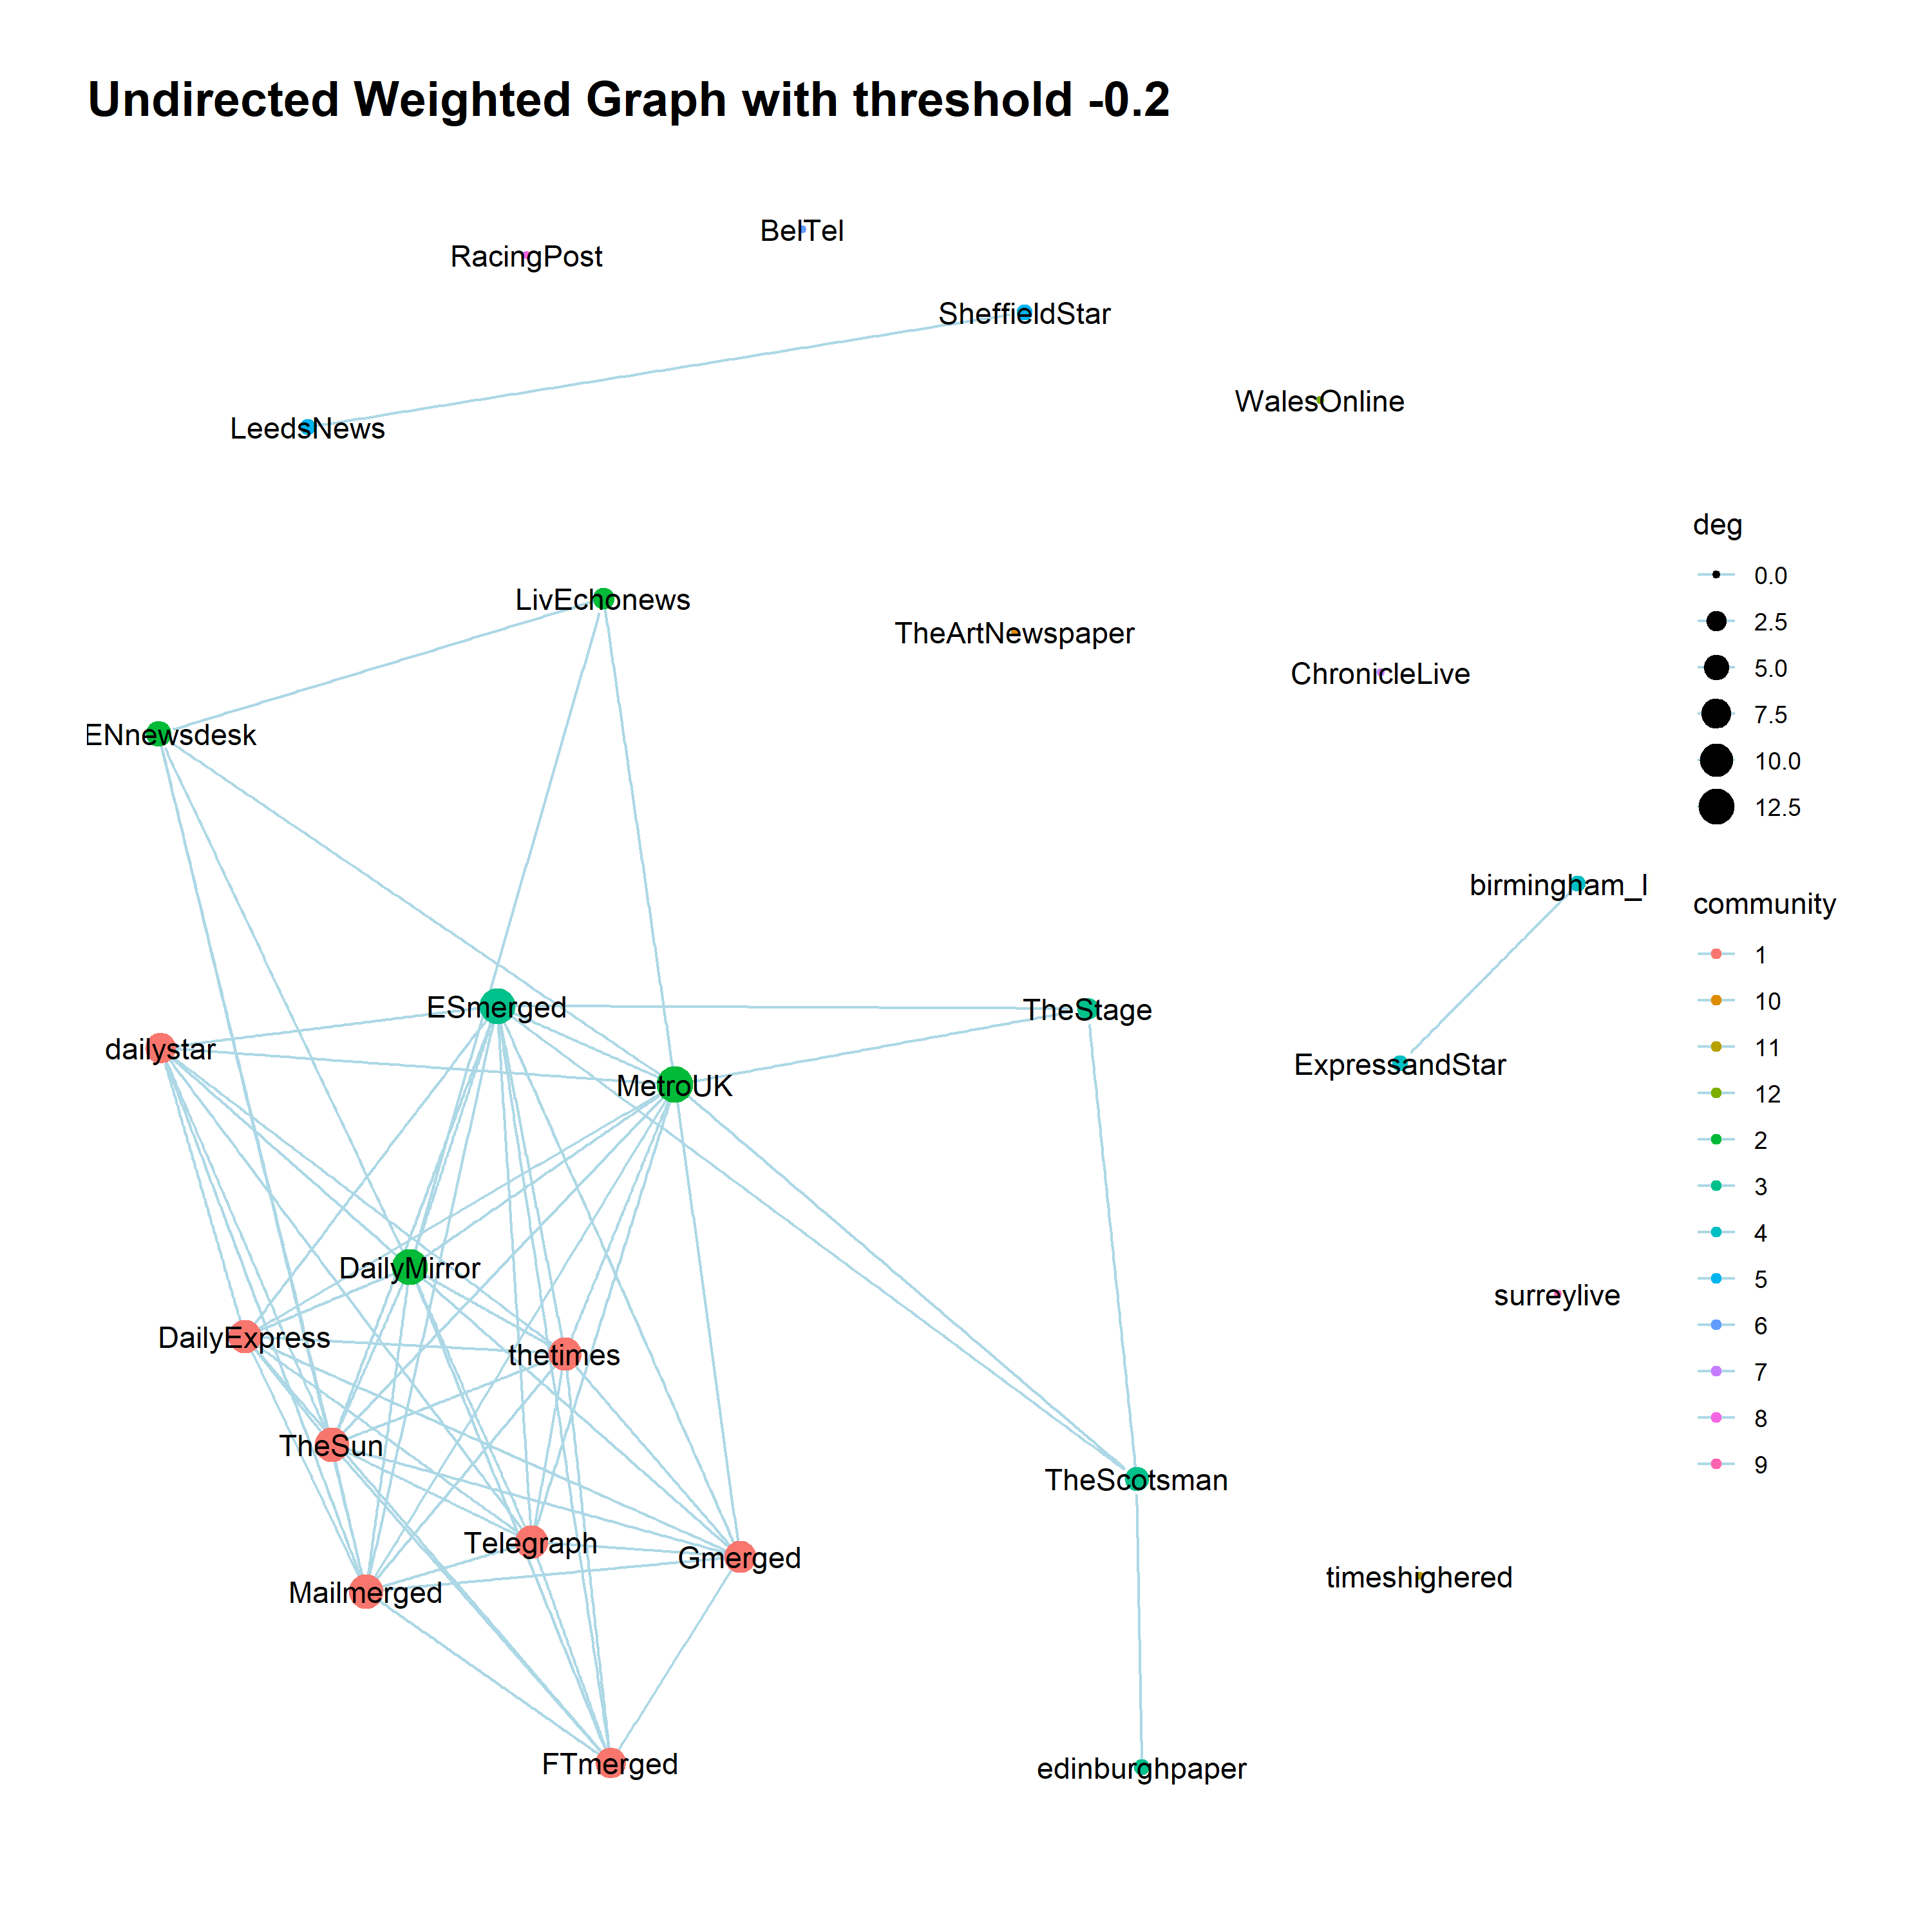 Undirected Weighted Graph with threshold -0.2
BelTel
RacingPost
SheffieldStar
WalesOnline
LeedsNews
LivEchonews
TheArtNewspaper
ChronicleLive
ENnewsdesk
birmingham_l
ESmerged
TheStage
dailystar
ExpressandStar
MetroUK
DailyMirror
surreylive
DailyExpress
thetimes
TheSun
TheScotsman
Telegraph
Gmerged
timeshighered
Mailmerged
FTmerged
edinburghpaper
deg
0.0
2.5
5.0
7.5
10.0
12.5
community
1
10
11
12
2
3
4
5
6
7
8
9